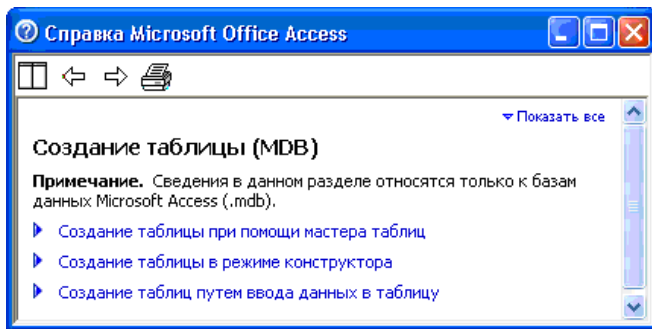 Справка Microsoft Office Access
Показать все
Создание таблицы (MDB)
Примечание. Сведения в данном разделе относятся только к базам
данных Microsoft Access (.mdb).
Создание таблицы при помощи мастера таблиц
Создание таблицы в режиме конструктора
Создание таблиц путем ввода данных в таблицу